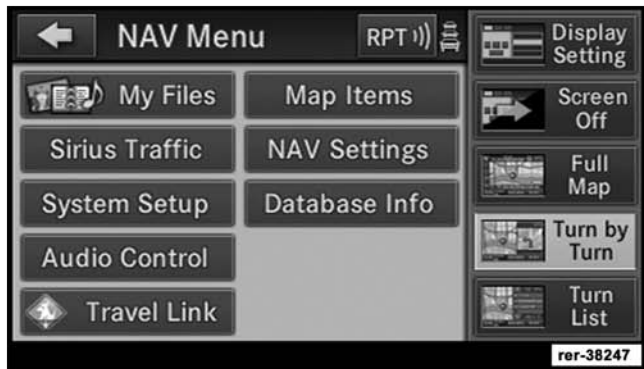 NAV Menu
RPT
My Files
Map Items
Sirius Traffic
NAV Settings
System Setup
Database Info
Audio Control
Travel Link
Display
Setting
Screen
Off
Full
Map
Turn by
Turn
Turn
List
rer-38247